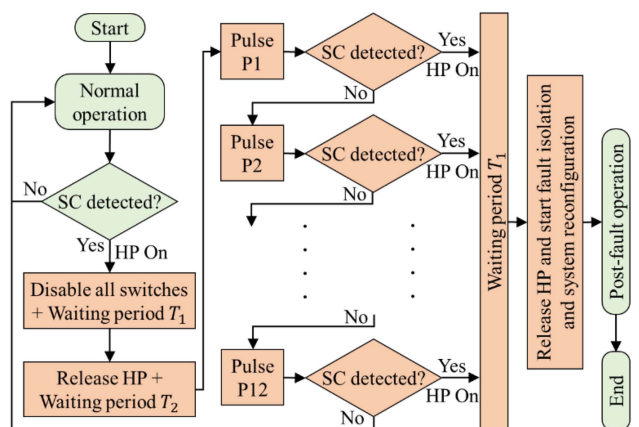 Start
Normal
operation
SC detected?
No
Yes
HP On
Disable all switches
+ Waiting period T₁
Release HP +
Waiting period T₂
Pulse
P1
SC detected?
Yes
HP On
No
Pulse
P2
SC detected?
Yes
HP On
No
No
Pulse
P12
SC detected?
Yes
HP On
No
Waiting period T₁
Release HP and start fault isolation
and system reconfiguration
Post-fault operation
End